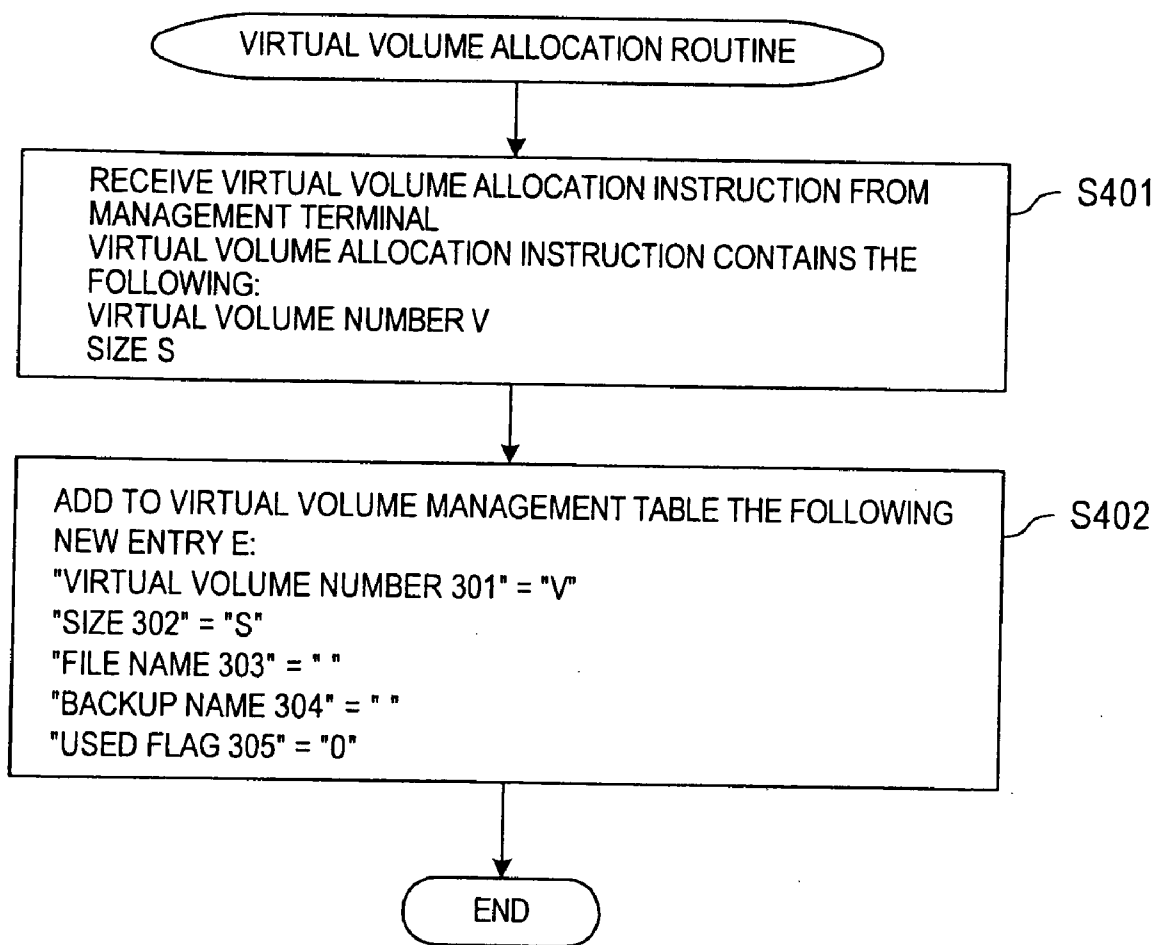 VIRTUAL VOLUME ALLOCATION ROUTINE
RECEIVE VIRTUAL VOLUME ALLOCATION INSTRUCTION FROM
MANAGEMENT TERMINAL
VIRTUAL VOLUME ALLOCATION INSTRUCTION CONTAINS THE
FOLLOWING:
VIRTUAL VOLUME NUMBER V
SIZE S
S401
ADD TO VIRTUAL VOLUME MANAGEMENT TABLE THE FOLLOWING
NEW ENTRY E:
"VIRTUAL VOLUME NUMBER 301" = "V"
"SIZE 302" = "S"
"FILE NAME 303" = " "
"BACKUP NAME 304" = " "
"USED FLAG 305" = "0"
S402
END